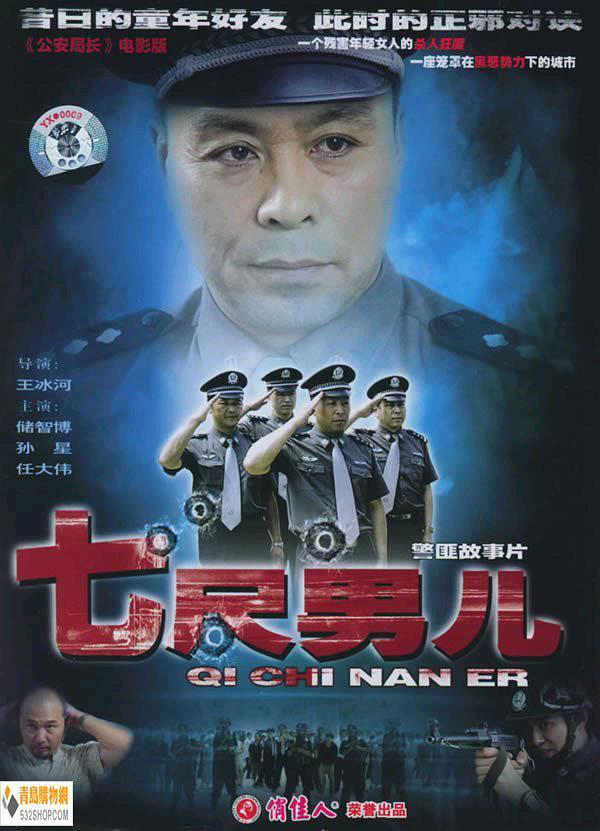 昔日的童年好友 此时的正邪对诀
《公安局长》电影版
一个残害年轻女人的杀人狂魔
一座笼罩在黑恶势力下的城市
YX●0009
导演:
王冰河
主演:
储智博
孙星
任大伟
警匪故事片
七尺男儿
QI CHI NAN ER
俏佳人 荣誉出品
青島購物網
532SHOP.COM